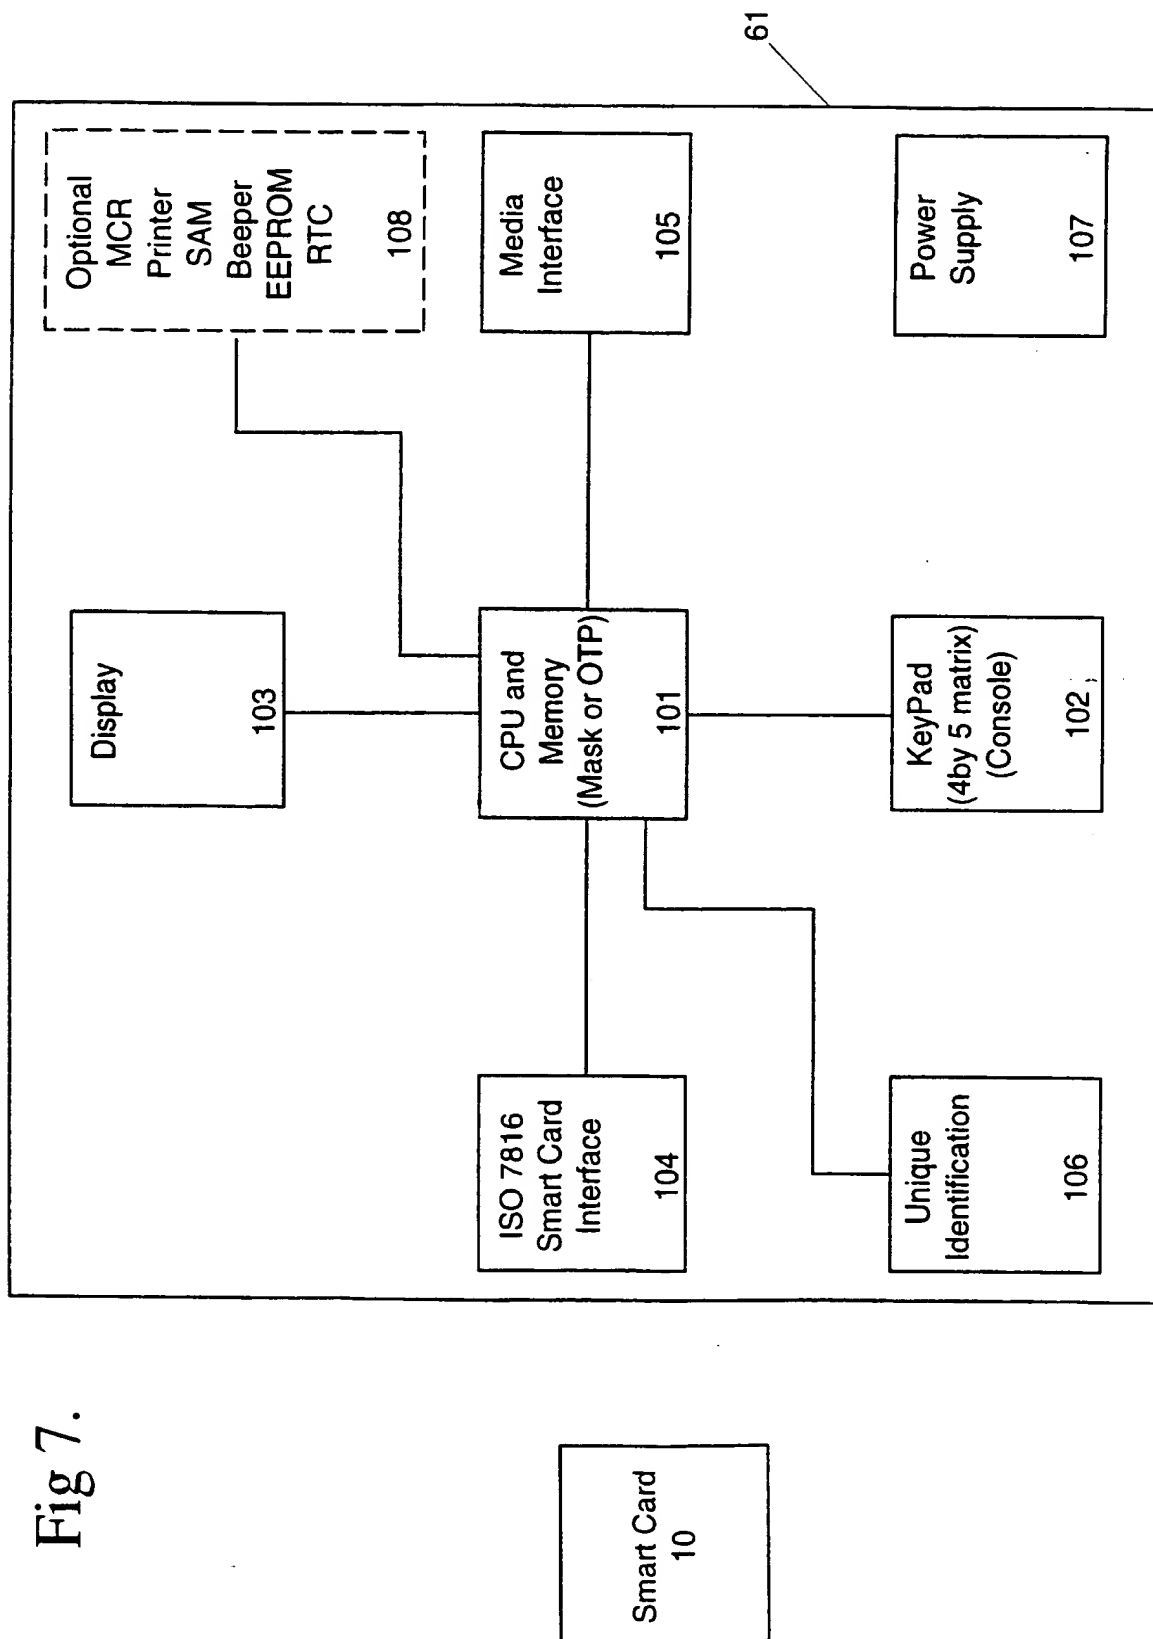 Fig 7.
Smart Card
10
61
ISO 7816
Smart Card
Interface
104
Unique
Identification
106
Display
103
CPU and
Memory
(Mask or OTP)
101
KeyPad
(4by 5 matrix)
(Console)
102
Optional
MCR
Printer
SAM
Beeper
EEPROM
RTC
108
Media
Interface
105
Power
Supply
107